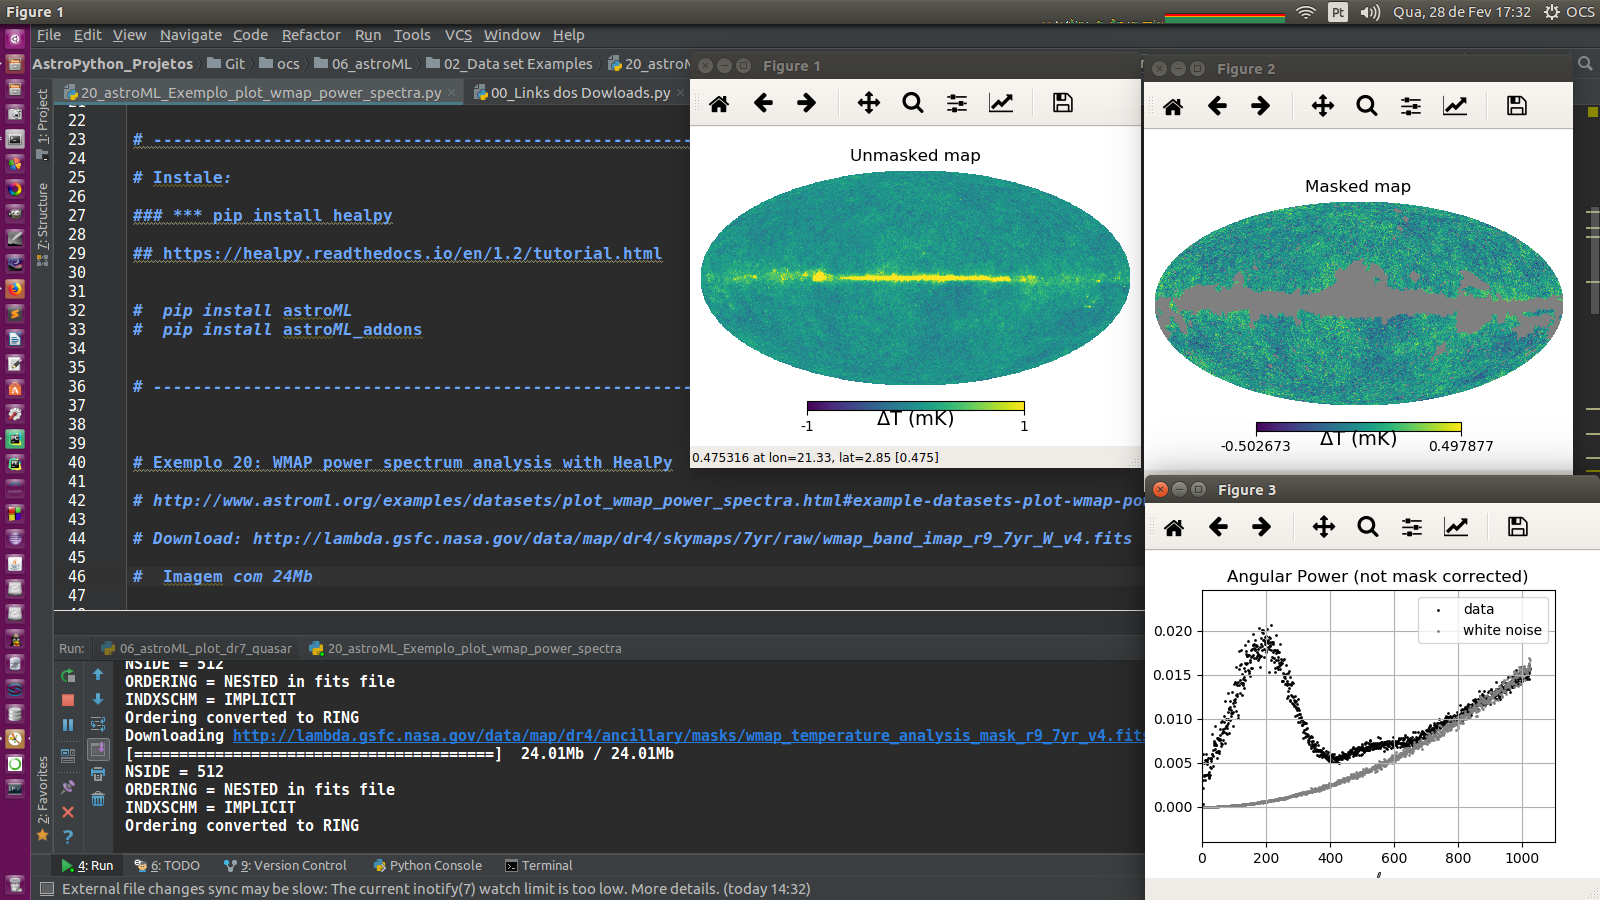 Figure 1
Pt
Qua, 28 de Fev 17:32
OCS
File Edit View Navigate Code Refactor Run Tools VCS Window Help
AstroPython_Projetos Git ocs 06_astroML 02_Data set Examples
20_astroML_Exemplo_plot_wmap_power_spectra.py
00_Links dos Dowloads.py
1: Project
7: Structure
2: Favorites
22
23 # ------------------------------------------------------
24
25 # Instale:
26
27 ### *** pip install healpy
28
29 ## https://healpy.readthedocs.io/en/1.2/tutorial.html
30
31
32 #  pip install astroML
33 #  pip install astroML_addons
34
35
36 # ------------------------------------------------------
37
38
39
40 # Exemplo 20: WMAP power spectrum analysis with HealPy
41
42 # http://www.astroml.org/examples/datasets/plot_wmap_power_spectra.html#example-datasets-plot-wmap-po
43
44 # Download: http://lambda.gsfc.nasa.gov/data/map/dr4/skymaps/7yr/raw/wmap_band_imap_r9_7yr_W_v4.fits
45
46 #  Imagem com 24Mb
47
Figure 1
Unmasked map
ΔT (mK)
-1
1
0.475316 at lon=21.33, lat=2.85 [0.475]
Figure 2
Masked map
ΔT (mK)
-0.502673
0.497877
Figure 3
Angular Power (not mask corrected)
data
white noise
0.020
0.015
0.010
0.005
0.000
0 200 400 600 800 1000
ℓ
Run: 06_astroML_plot_dr7_quasar 20_astroML_Exemplo_plot_wmap_power_spectra
NSIDE = 512
ORDERING = NESTED in fits file
INDXSCHM = IMPLICIT
Ordering converted to RING
Downloading http://lambda.gsfc.nasa.gov/data/map/dr4/ancillary/masks/wmap_temperature_analysis_mask_r9_7yr_v4.fits
[========================================]  24.01Mb / 24.01Mb
NSIDE = 512
ORDERING = NESTED in fits file
INDXSCHM = IMPLICIT
Ordering converted to RING
4: Run 6: TODO 9: Version Control Python Console Terminal
External file changes sync may be slow: The current inotify(7) watch limit is too low. More details. (today 14:32)